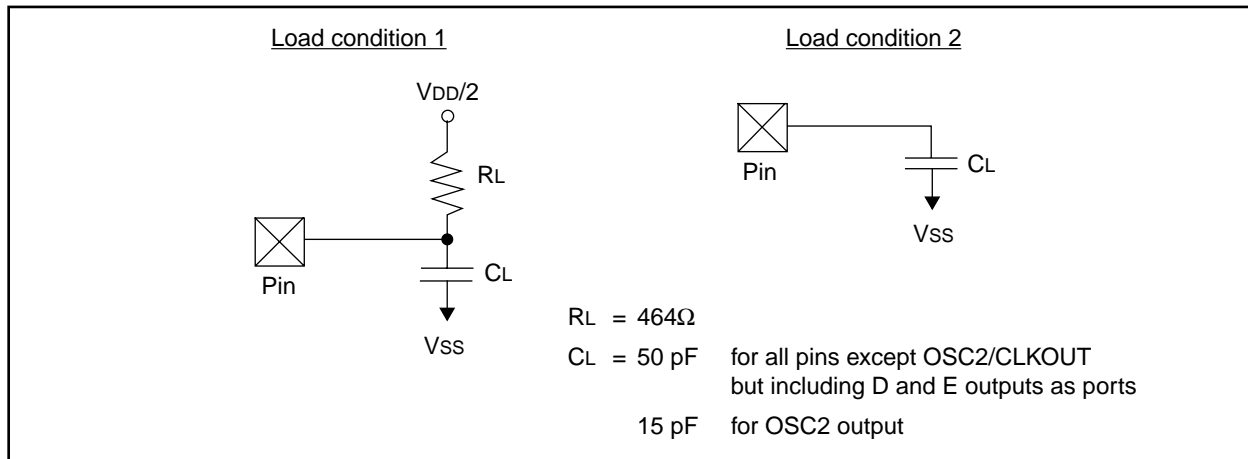 Load condition 1
VDD/2
RL
Pin
CL
VSS
Load condition 2
Pin
CL
VSS
RL = 464Ω
CL = 50 pF for all pins except OSC2/CLKOUT
but including D and E outputs as ports
15 pF for OSC2 output